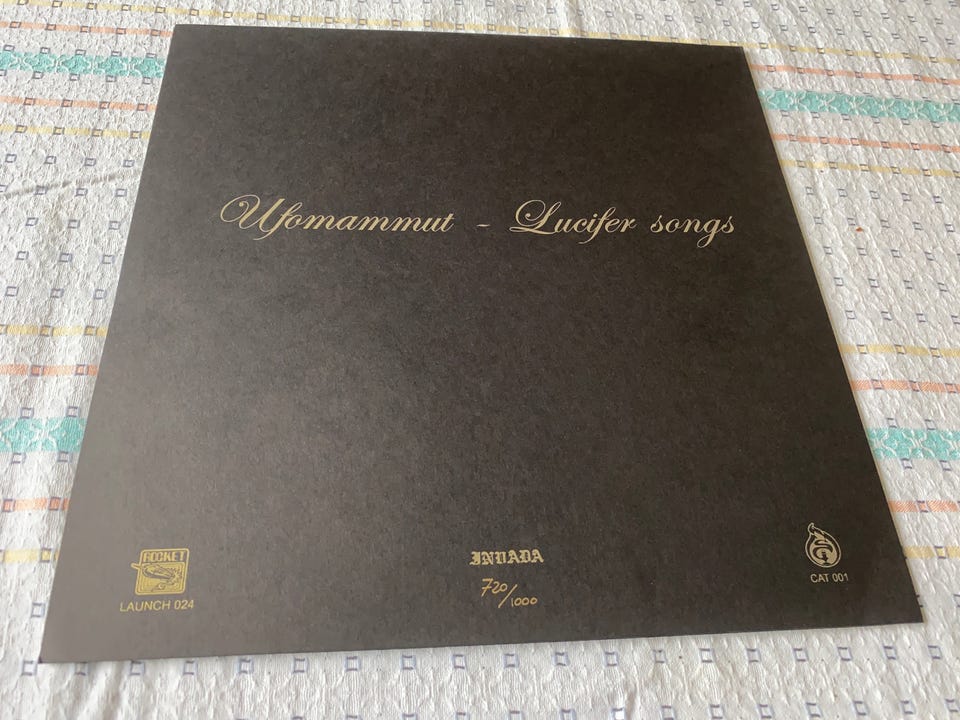 Ufomammut - Lucifer songs
ROCKET
LAUNCH 024
INVADA
720/1000
CAT 001